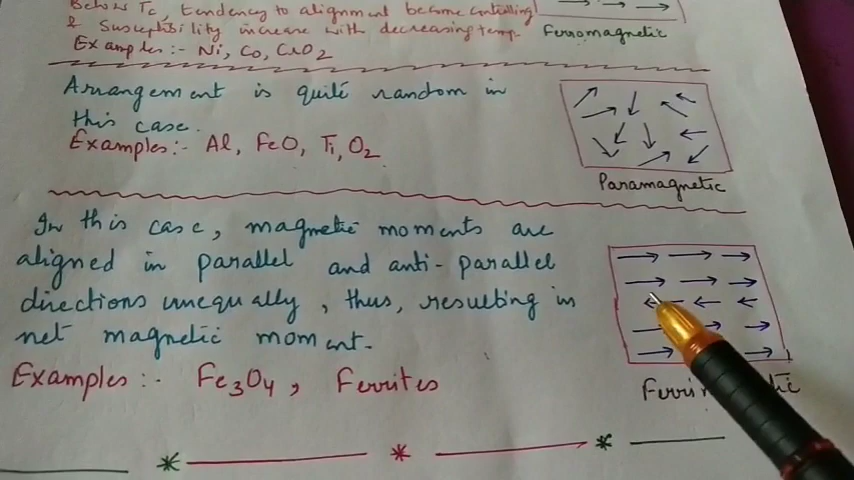 Below Tc, tendency to alignment become controlling
& Susceptibility increase with decreasing temp.
Examples:- Ni, Co, CrO2
Ferromagnetic
Arrangement is quite random in
this case.
Examples:- Al, FeO, Ti, O2
Paramagnetic
In this case, magnetic moments are
aligned in parallel and anti-parallel
directions unequally, thus, resulting in
net magnetic moment.
Examples:- Fe3O4, Ferrites